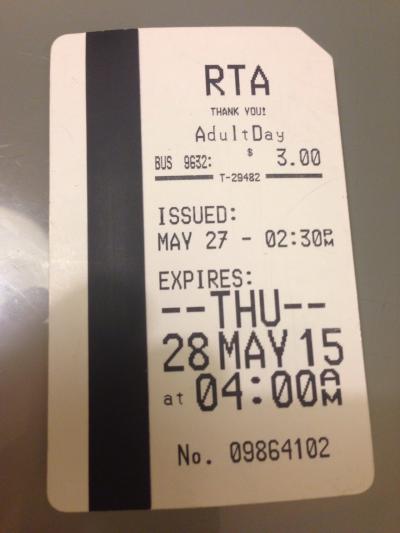 RTA
THANK YOU!
AdultDay
BUS 9632: $ 3.00
T-29482
ISSUED:
MAY 27 - 02:30PM
EXPIRES:
--THU--
28 MAY 15
at 04:00AM
No. 09864102